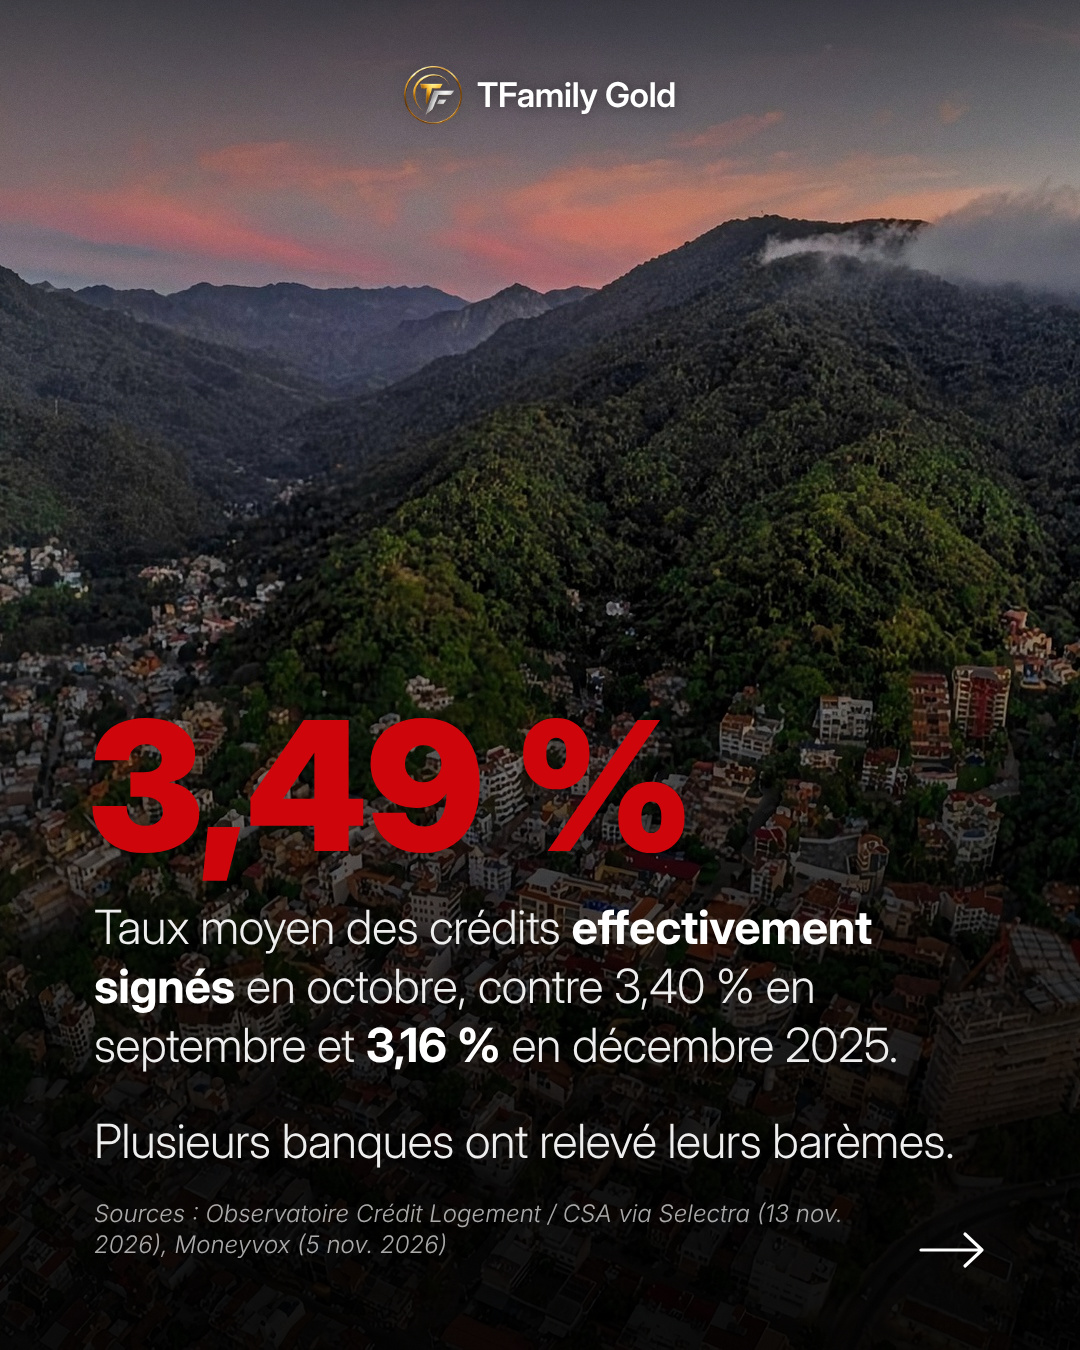 TFamily Gold
3,49 %
Taux moyen des crédits effectivement
signés en octobre, contre 3,40 % en
septembre et 3,16 % en décembre 2025.
Plusieurs banques ont relevé leurs barèmes.
Sources : Observatoire Crédit Logement / CSA via Selectra (13 nov.
2026), Moneyvox (5 nov. 2026)